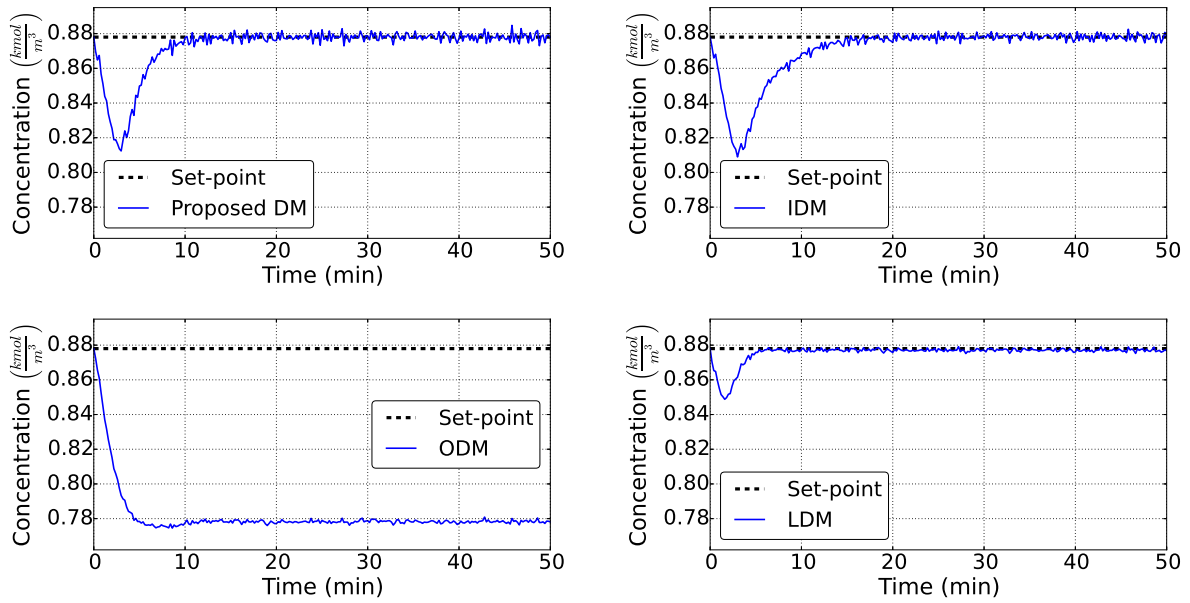 Concentration (kmol/m³)
0.88
0.86
0.84
0.82
0.80
0.78
Set-point
Proposed DM
0 10 20 30 40 50
Time (min)
Concentration (kmol/m³)
0.88
0.86
0.84
0.82
0.80
0.78
Set-point
IDM
0 10 20 30 40 50
Time (min)
Concentration (kmol/m³)
0.88
0.86
0.84
0.82
0.80
0.78
Set-point
ODM
0 10 20 30 40 50
Time (min)
Concentration (kmol/m³)
0.88
0.86
0.84
0.82
0.80
0.78
Set-point
LDM
0 10 20 30 40 50
Time (min)